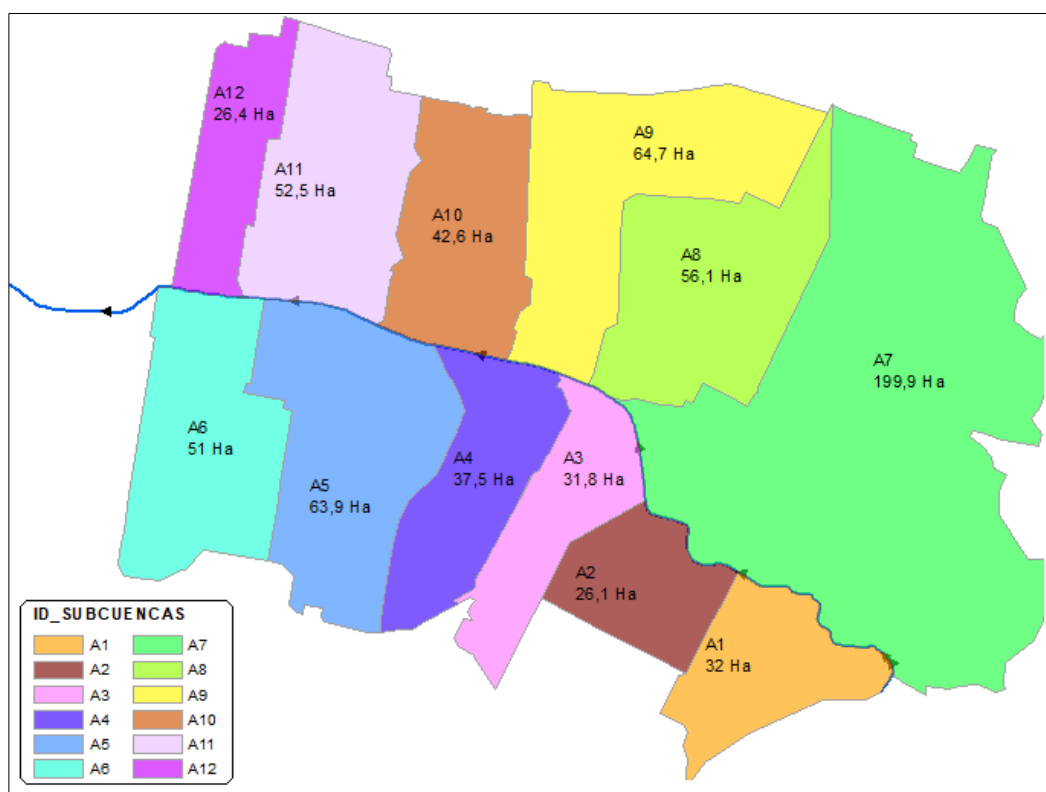 A12
26,4 Ha
A11
52,5 Ha
A10
42,6 Ha
A9
64,7 Ha
A8
56,1 Ha
A7
199,9 Ha
A6
51 Ha
A5
63,9 Ha
A4
37,5 Ha
A3
31,8 Ha
A2
26,1 Ha
A1
32 Ha
ID_SUBCUENCAS
A1 A7
A2 A8
A3 A9
A4 A10
A5 A11
A6 A12